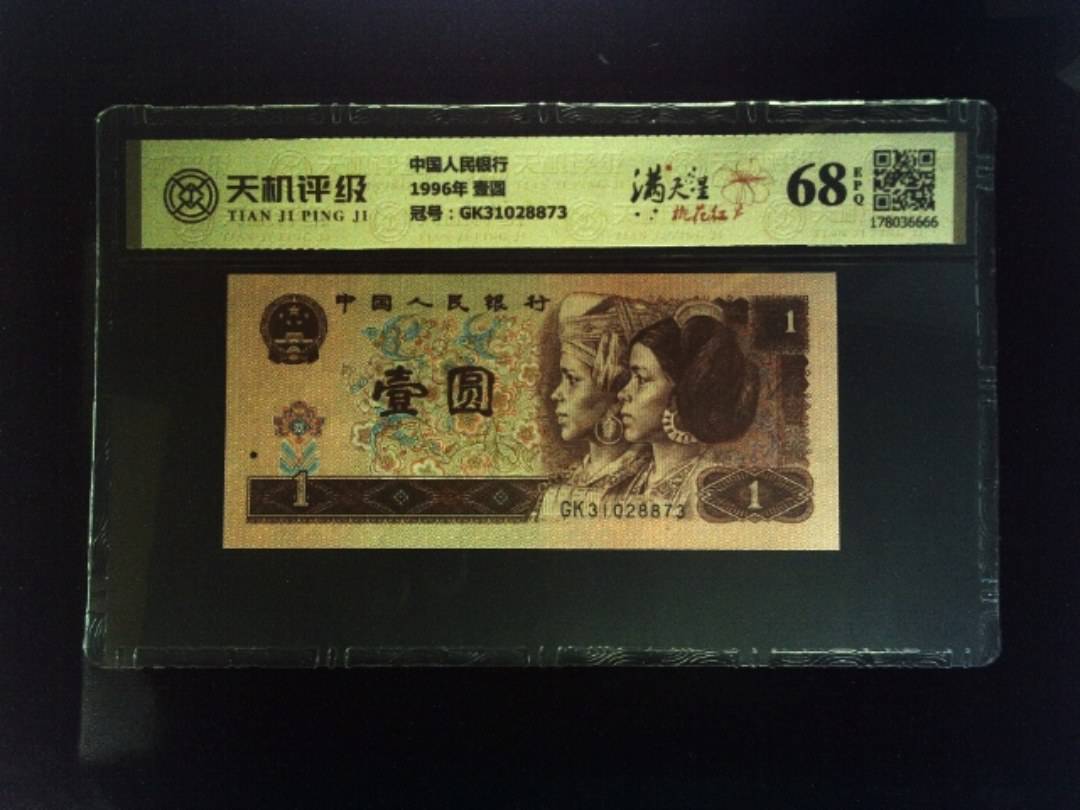 天机评级
TIAN JI PING JI
中国人民银行
1996年 壹圆
冠号：GK31028873
满天星
桃花红
68
EPQ
178036666
中国人民银行
1
壹圆
1
GK31028873
1